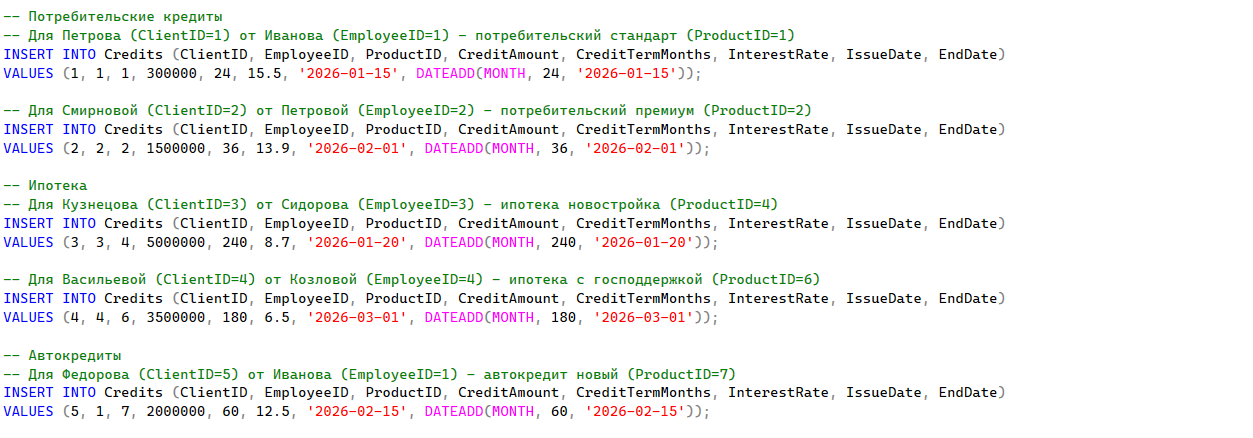 -- Потребительские кредиты
-- Для Петрова (ClientID=1) от Иванова (EmployeeID=1) – потребительский стандарт (ProductID=1)
INSERT INTO Credits (ClientID, EmployeeID, ProductID, CreditAmount, CreditTermMonths, InterestRate, IssueDate, EndDate)
VALUES (1, 1, 1, 300000, 24, 15.5, '2026-01-15', DATEADD(MONTH, 24, '2026-01-15'));
-- Для Смирновой (ClientID=2) от Петровой (EmployeeID=2) – потребительский премиум (ProductID=2)
INSERT INTO Credits (ClientID, EmployeeID, ProductID, CreditAmount, CreditTermMonths, InterestRate, IssueDate, EndDate)
VALUES (2, 2, 2, 1500000, 36, 13.9, '2026-02-01', DATEADD(MONTH, 36, '2026-02-01'));
-- Ипотека
-- Для Кузнецова (ClientID=3) от Сидорова (EmployeeID=3) – ипотека новостройка (ProductID=4)
INSERT INTO Credits (ClientID, EmployeeID, ProductID, CreditAmount, CreditTermMonths, InterestRate, IssueDate, EndDate)
VALUES (3, 3, 4, 5000000, 240, 8.7, '2026-01-20', DATEADD(MONTH, 240, '2026-01-20'));
-- Для Васильевой (ClientID=4) от Козловой (EmployeeID=4) – ипотека с господдержкой (ProductID=6)
INSERT INTO Credits (ClientID, EmployeeID, ProductID, CreditAmount, CreditTermMonths, InterestRate, IssueDate, EndDate)
VALUES (4, 4, 6, 3500000, 180, 6.5, '2026-03-01', DATEADD(MONTH, 180, '2026-03-01'));
-- Автокредиты
-- Для Федорова (ClientID=5) от Иванова (EmployeeID=1) – автокредит новый (ProductID=7)
INSERT INTO Credits (ClientID, EmployeeID, ProductID, CreditAmount, CreditTermMonths, InterestRate, IssueDate, EndDate)
VALUES (5, 1, 7, 2000000, 60, 12.5, '2026-02-15', DATEADD(MONTH, 60, '2026-02-15'));